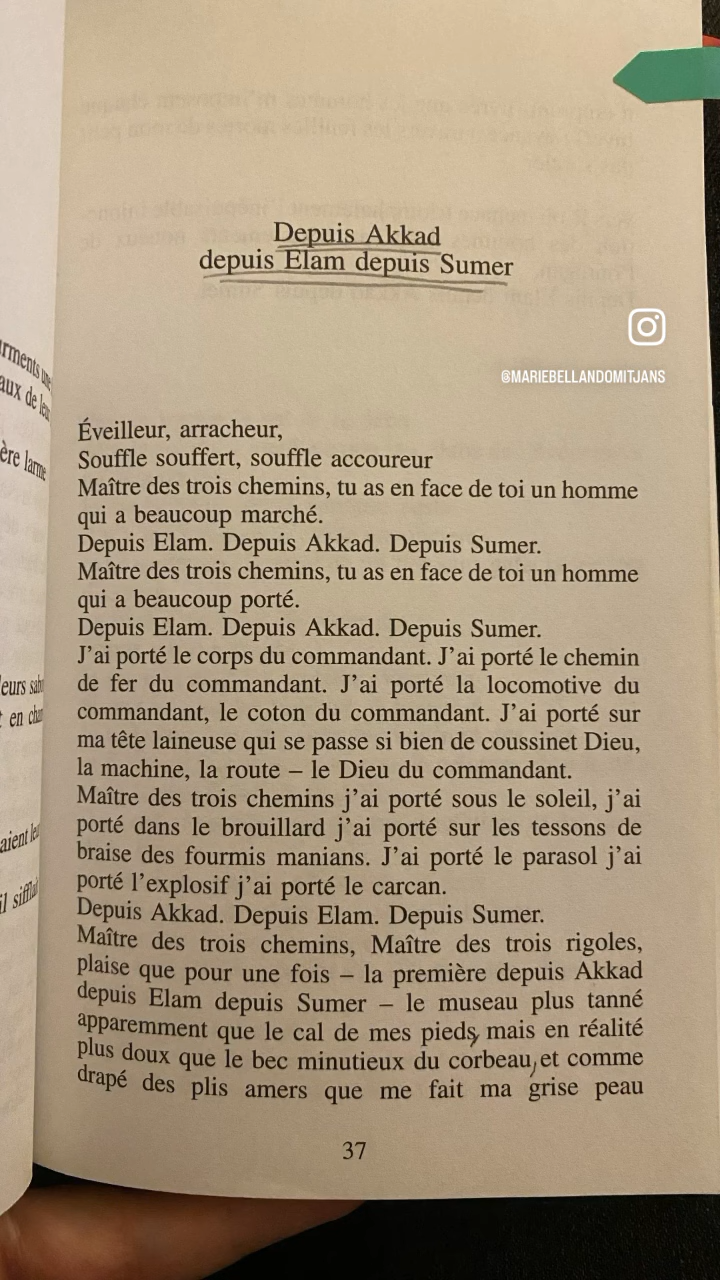 Depuis Akkad
depuis Elam depuis Sumer
@MARIEBELLANDOMITJANS
Éveilleur, arracheur,
Souffle souffert, souffle accoureur
Maître des trois chemins, tu as en face de toi un homme
qui a beaucoup marché.
Depuis Elam. Depuis Akkad. Depuis Sumer.
Maître des trois chemins, tu as en face de toi un homme
qui a beaucoup porté.
Depuis Elam. Depuis Akkad. Depuis Sumer.
J'ai porté le corps du commandant. J'ai porté le chemin
de fer du commandant. J'ai porté la locomotive du
commandant, le coton du commandant. J'ai porté sur
ma tête laineuse qui se passe si bien de coussinet Dieu,
la machine, la route – le Dieu du commandant.
Maître des trois chemins j'ai porté sous le soleil, j'ai
porté dans le brouillard j'ai porté sur les tessons de
braise des fourmis manians. J'ai porté le parasol j'ai
porté l'explosif j'ai porté le carcan.
Depuis Akkad. Depuis Elam. Depuis Sumer.
Maître des trois chemins, Maître des trois rigoles,
plaise que pour une fois – la première depuis Akkad
depuis Elam depuis Sumer – le museau plus tanné
apparemment que le cal de mes pieds, mais en réalité
plus doux que le bec minutieux du corbeau, et comme
drapé des plis amers que me fait ma grise peau
37
ère larme